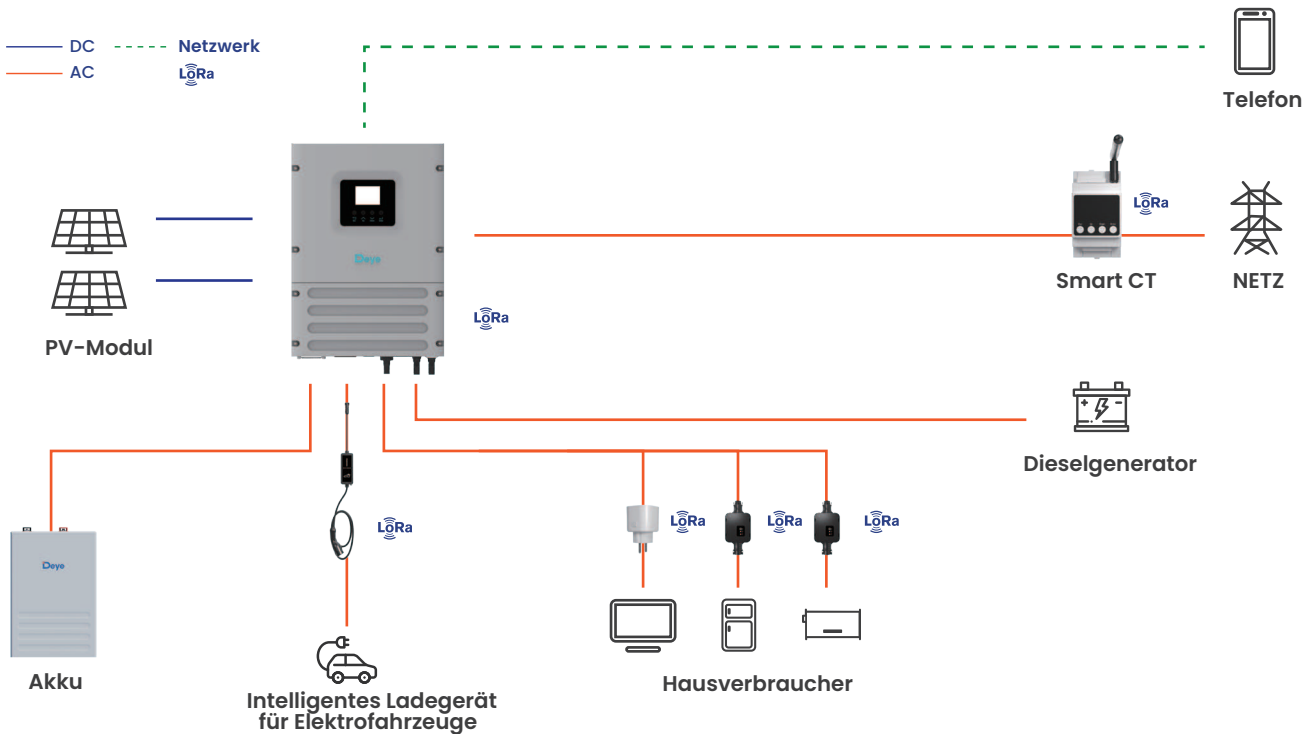 DC
Netzwerk
AC
LoRa
Telefon
Deye
LoRa
Smart CT
NETZ
PV-Modul
LoRa
Dieselgenerator
LoRa
LoRa
LoRa
LoRa
Deye
Akku
Intelligentes Ladegerät
für Elektrofahrzeuge
Hausverbraucher